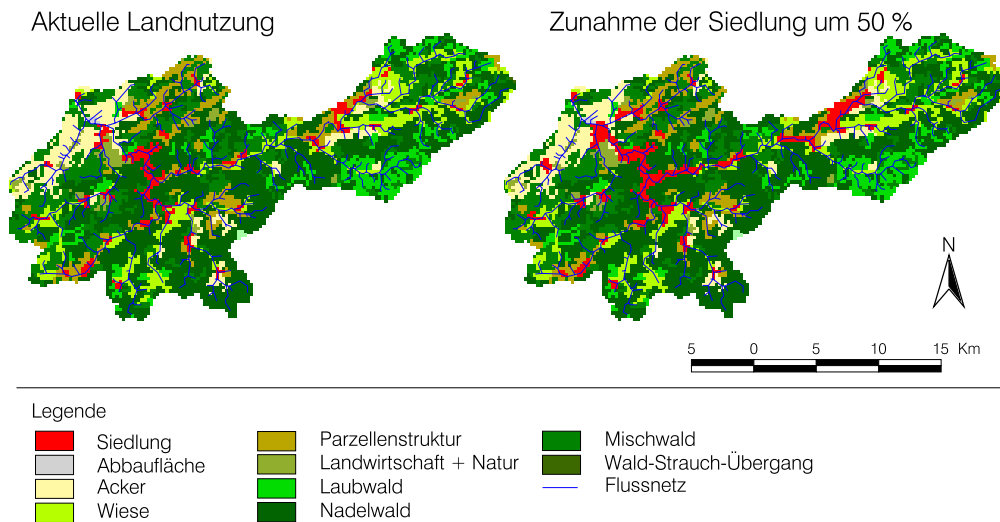 Aktuelle Landnutzung
Zunahme der Siedlung um 50 %
N
5 0 5 10 15 Km
Legende
Siedlung
Abbaufläche
Acker
Wiese
Parzellenstruktur
Landwirtschaft + Natur
Laubwald
Nadelwald
Mischwald
Wald-Strauch-Übergang
Flussnetz